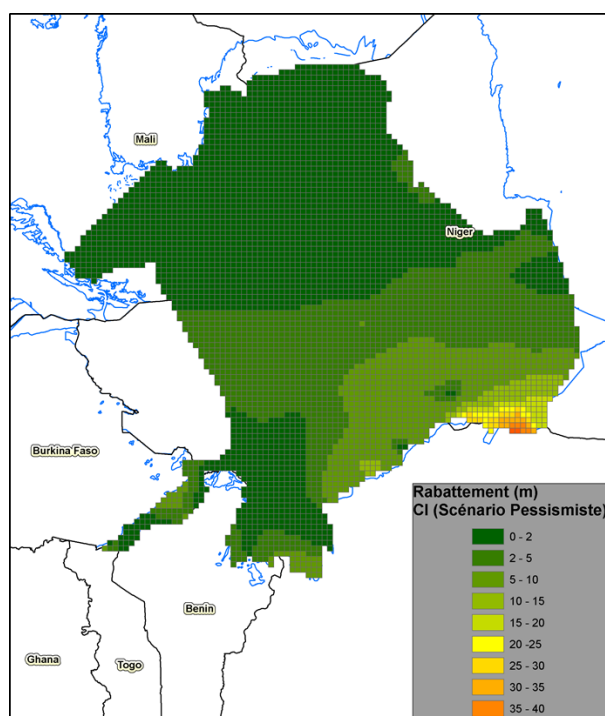 Mali
Niger
Burkina Faso
Benin
Ghana
Togo
Rabattement (m)
CI (Scénario Pessimiste)
0 - 2
2 - 5
5 - 10
10 - 15
15 - 20
20 -25
25 - 30
30 - 35
35 - 40